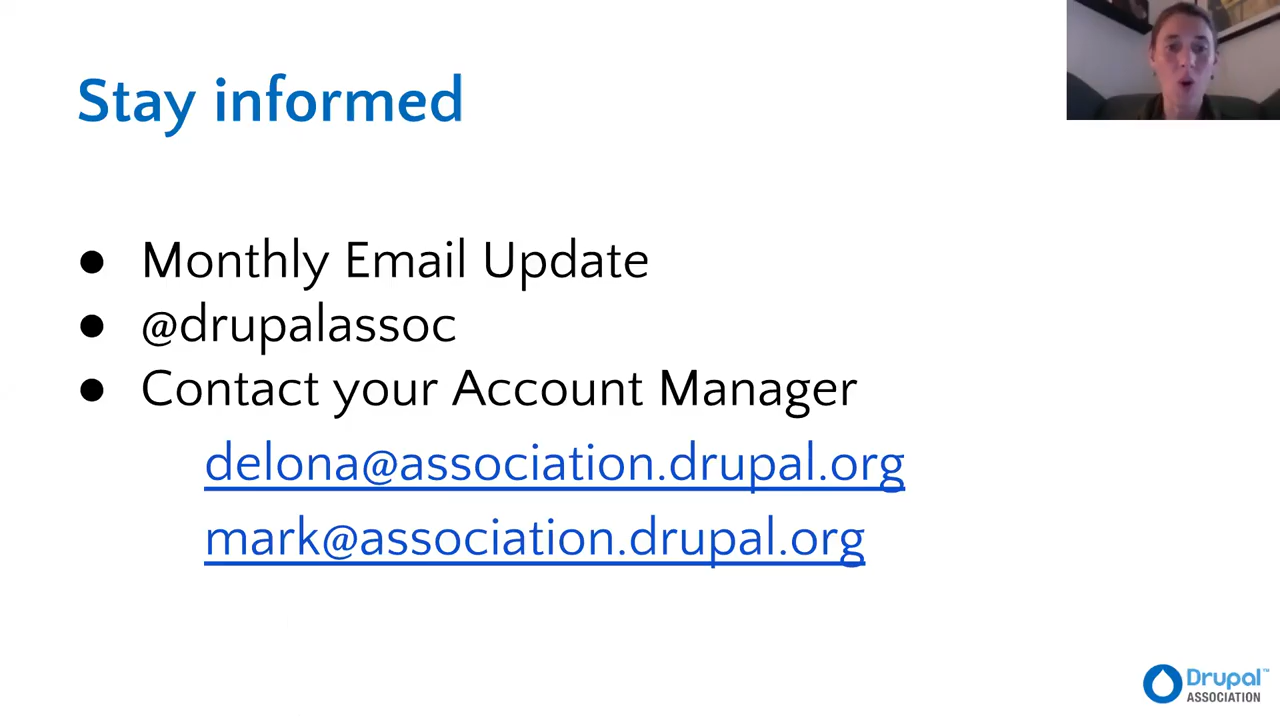 Stay informed
● Monthly Email Update
● @drupalassoc
● Contact your Account Manager
delona@association.drupal.org
mark@association.drupal.org
Drupal™
ASSOCIATION